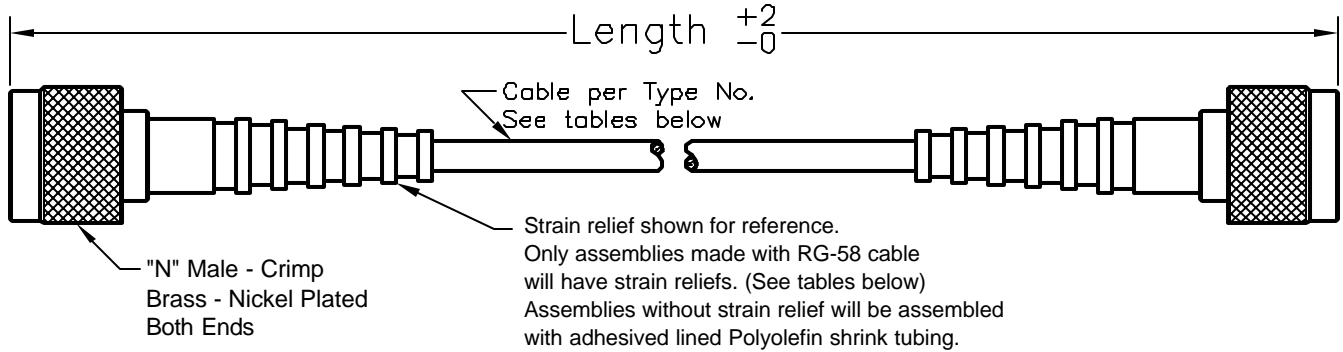 Length +2 -0
Cable per Type No.
See tables below
Strain relief shown for reference.
Only assemblies made with RG-58 cable
will have strain reliefs. (See tables below)
Assemblies without strain relief will be assembled
with adhesived lined Polyolefin shrink tubing.
"N" Male - Crimp
Brass - Nickel Plated
Both Ends